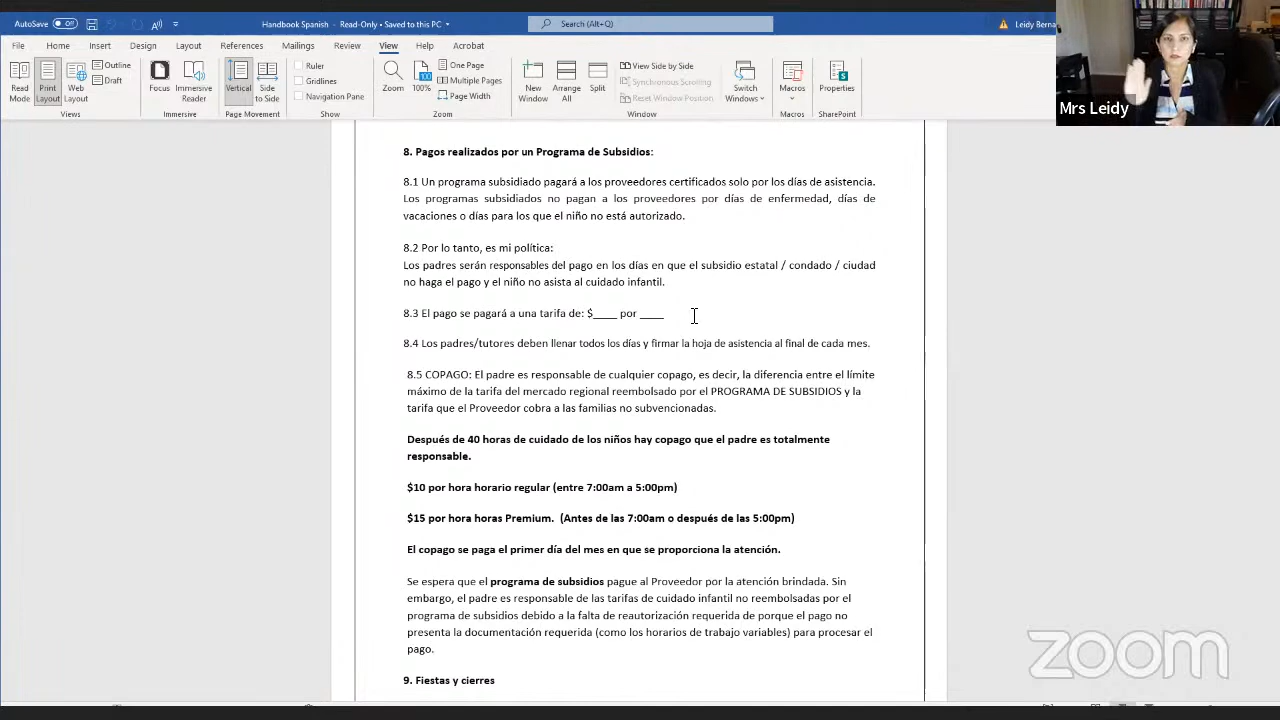 AutoSave Off Handbook Spanish - Read-Only • Saved to this PC Search (Alt+Q) Leidy Berna
File Home Insert Design Layout References Mailings Review View Help Acrobat
Read Mode Print Layout Web Layout Outline Draft Focus Immersive Reader Vertical Side to Side Ruler Gridlines Navigation Pane Zoom 100% One Page Multiple Pages Page Width New Window Arrange All Split View Side by Side Synchronous Scrolling Reset Window Position Switch Windows Macros Properties
Views Immersive Page Movement Show Zoom Window Macros SharePoint
Mrs Leidy
8. Pagos realizados por un Programa de Subsidios:
8.1 Un programa subsidiado pagará a los proveedores certificados solo por los días de asistencia.
Los programas subsidiados no pagan a los proveedores por días de enfermedad, días de
vacaciones o días para los que el niño no está autorizado.
8.2 Por lo tanto, es mi política:
Los padres serán responsables del pago en los días en que el subsidio estatal / condado / ciudad
no haga el pago y el niño no asista al cuidado infantil.
8.3 El pago se pagará a una tarifa de: $____ por ____
8.4 Los padres/tutores deben llenar todos los días y firmar la hoja de asistencia al final de cada mes.
8.5 COPAGO: El padre es responsable de cualquier copago, es decir, la diferencia entre el límite
máximo de la tarifa del mercado regional reembolsado por el PROGRAMA DE SUBSIDIOS y la
tarifa que el Proveedor cobra a las familias no subvencionadas.
Después de 40 horas de cuidado de los niños hay copago que el padre es totalmente
responsable.
$10 por hora horario regular (entre 7:00am a 5:00pm)
$15 por hora horas Premium. (Antes de las 7:00am o después de las 5:00pm)
El copago se paga el primer día del mes en que se proporciona la atención.
Se espera que el programa de subsidios pague al Proveedor por la atención brindada. Sin
embargo, el padre es responsable de las tarifas de cuidado infantil no reembolsadas por el
programa de subsidios debido a la falta de reautorización requerida de porque el pago no
presenta la documentación requerida (como los horarios de trabajo variables) para procesar el
pago.
9. Fiestas y cierres
zoom